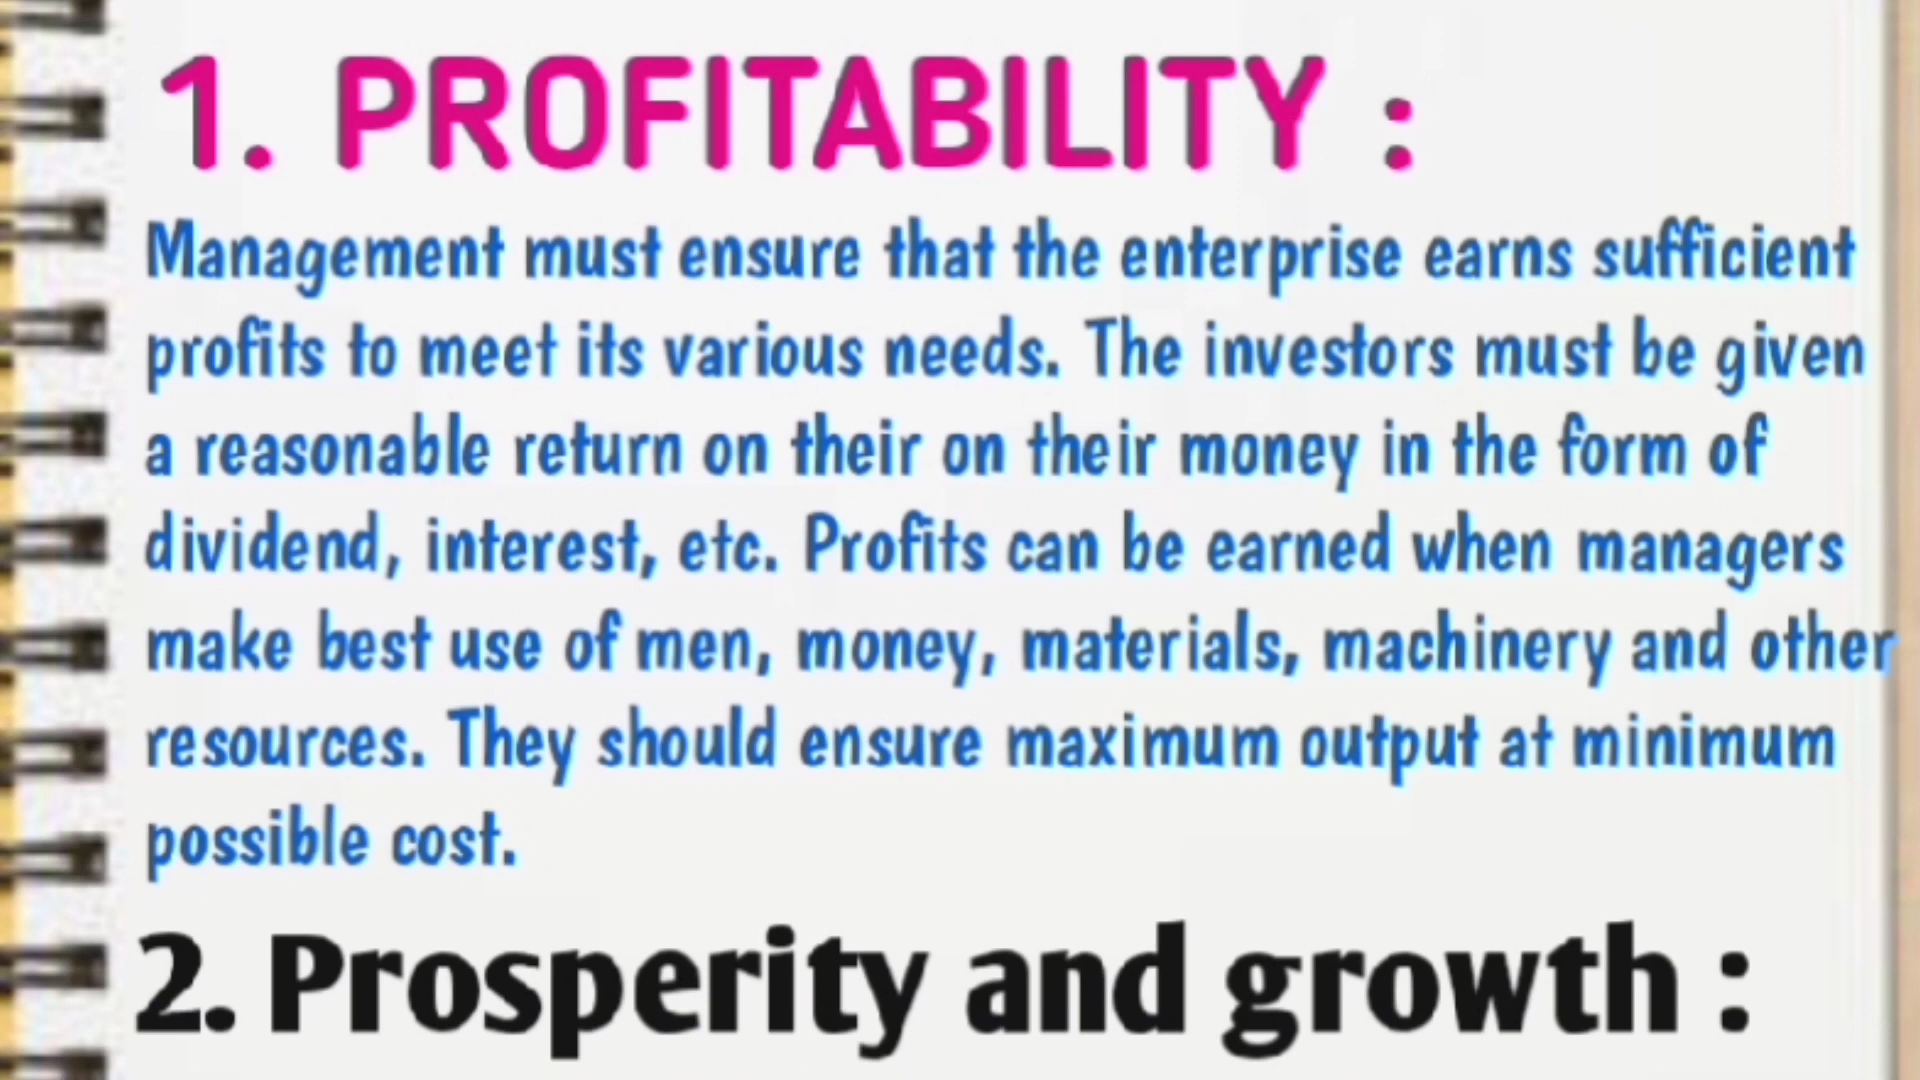 1. PROFITABILITY :
Management must ensure that the enterprise earns sufficient
profits to meet its various needs. The investors must be given
a reasonable return on their on their money in the form of
dividend, interest, etc. Profits can be earned when managers
make best use of men, money, materials, machinery and other
resources. They should ensure maximum output at minimum
possible cost.
2. Prosperity and growth :